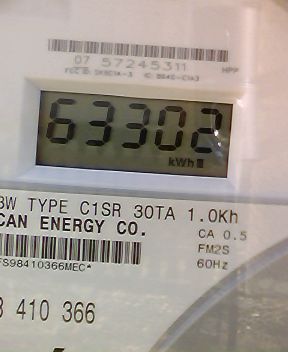 07 57245311
HPP
63302
kWh
3W TYPE C1SR 30TA 1.0Kh
CAN ENERGY CO.
CA 0.5
FM2S
FS98410366MEC*
60Hz
3 410 366